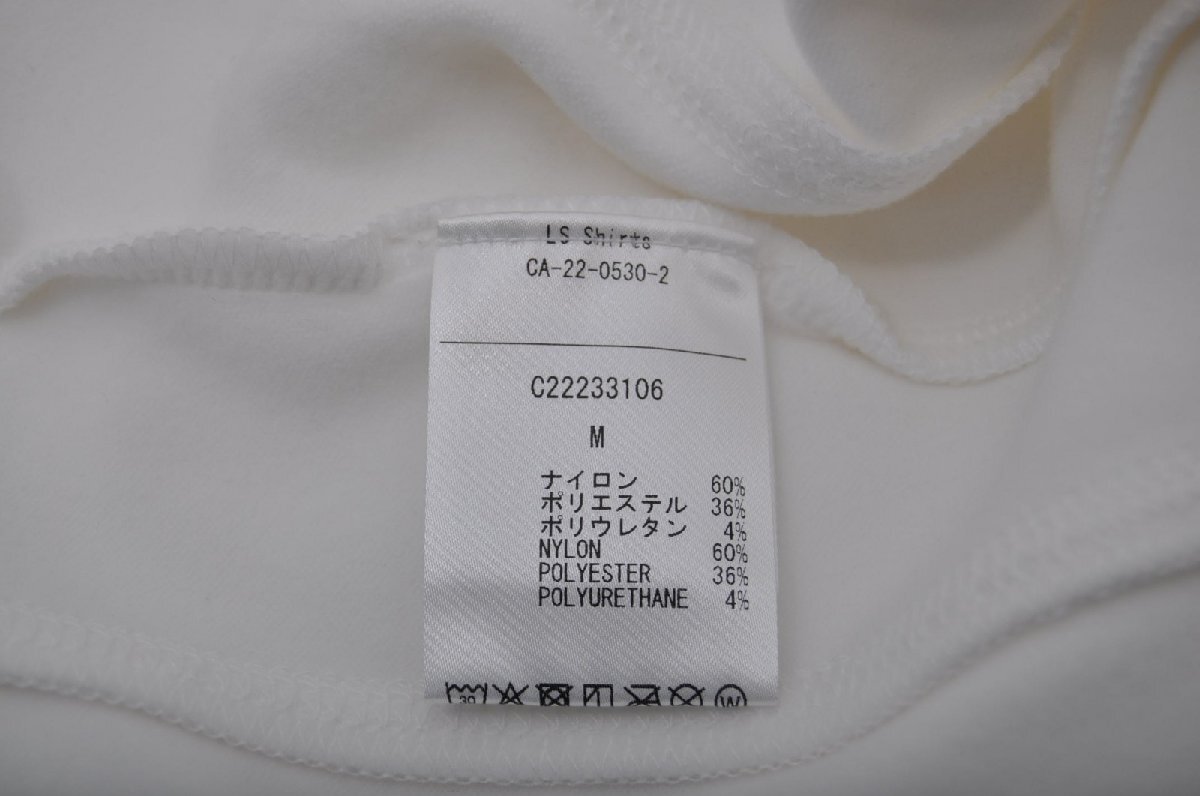 LS Shirts
CA-22-0530-2
C22233106
M
ナイロン 60%
ポリエステル 36%
ポリウレタン 4%
NYLON 60%
POLYESTER 36%
POLYURETHANE 4%
30 W